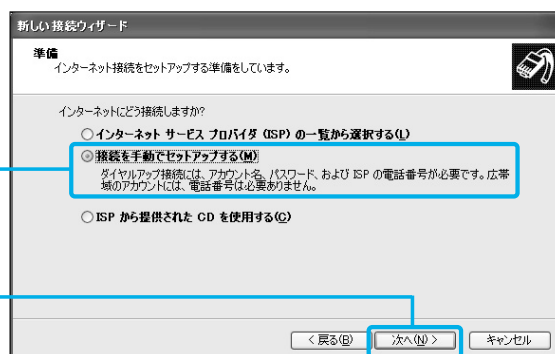 新しい接続ウィザード
準備
インターネット接続をセットアップする準備をしています。
インターネットにどう接続しますか?
インターネット サービス プロバイダ (ISP) の一覧から選択する(L)
接続を手動でセットアップする(M)
ダイヤルアップ接続には、アカウント名、パスワード、および ISP の電話番号が必要です。広帯
域のアカウントには、電話番号は必要ありません。
ISP から提供された CD を使用する(C)
< 戻る(B) 次へ(N) > キャンセル